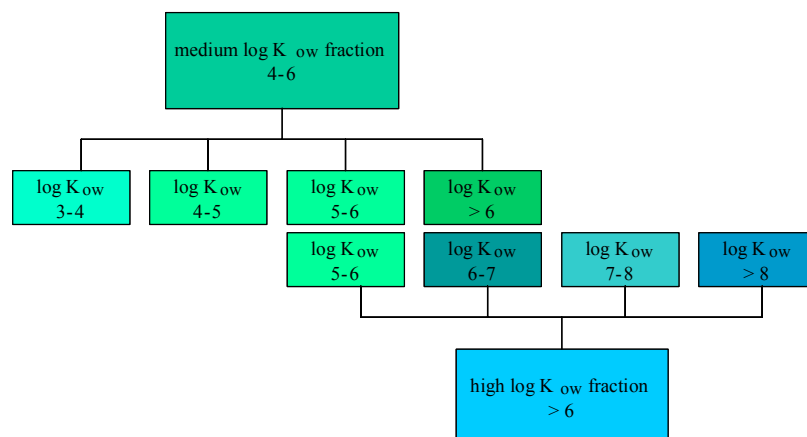 medium log K ow fraction
4-6
log K ow
3-4
log K ow
4-5
log K ow
5-6
log K ow
> 6
log K ow
5-6
log K ow
6-7
log K ow
7-8
log K ow
> 8
high log K ow fraction
> 6